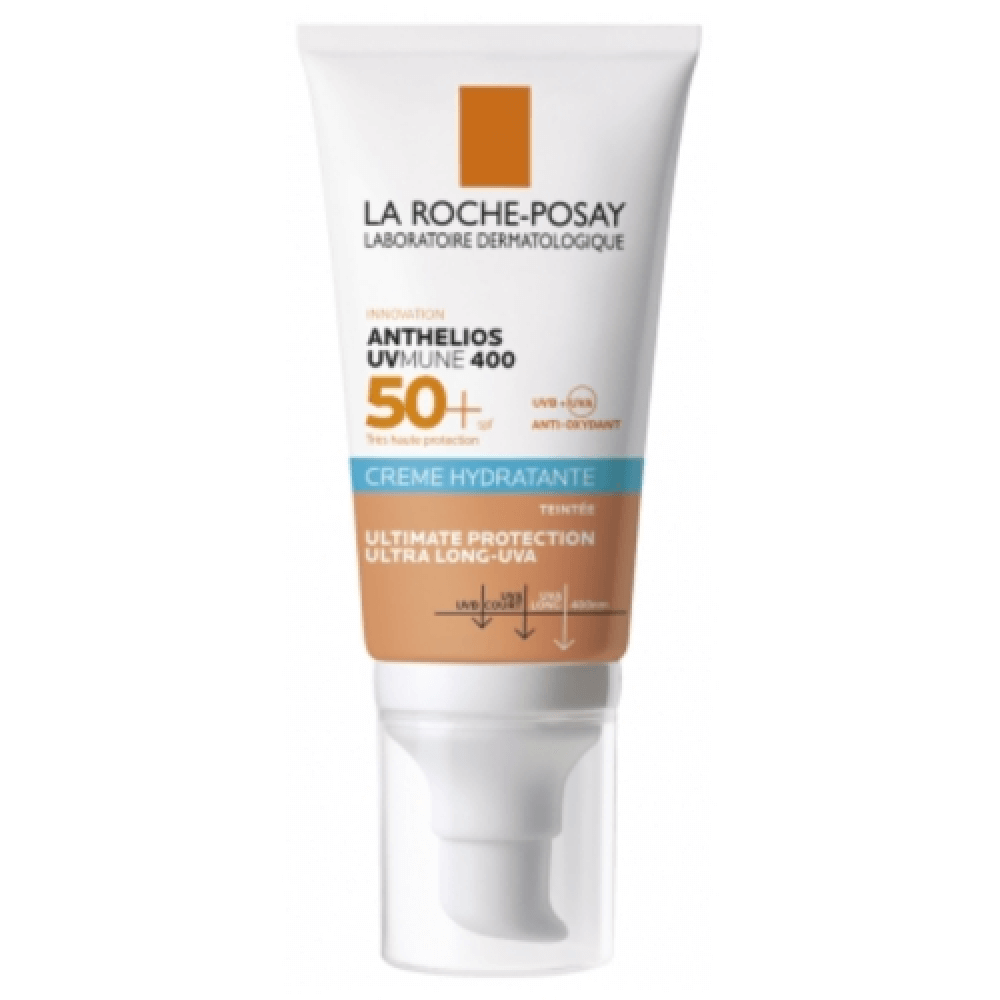 LA ROCHE-POSAY
LABORATOIRE DERMATOLOGIQUE
INNOVATION
ANTHELIOS
UVMUNE 400
50+ spf
Très haute protection
UVB + UVA
ANTI-OXYDANT
CREME HYDRATANTE
TEINTÉE
ULTIMATE PROTECTION
ULTRA LONG-UVA
UVB
UVA
COURT
UVA
LONG
400nm